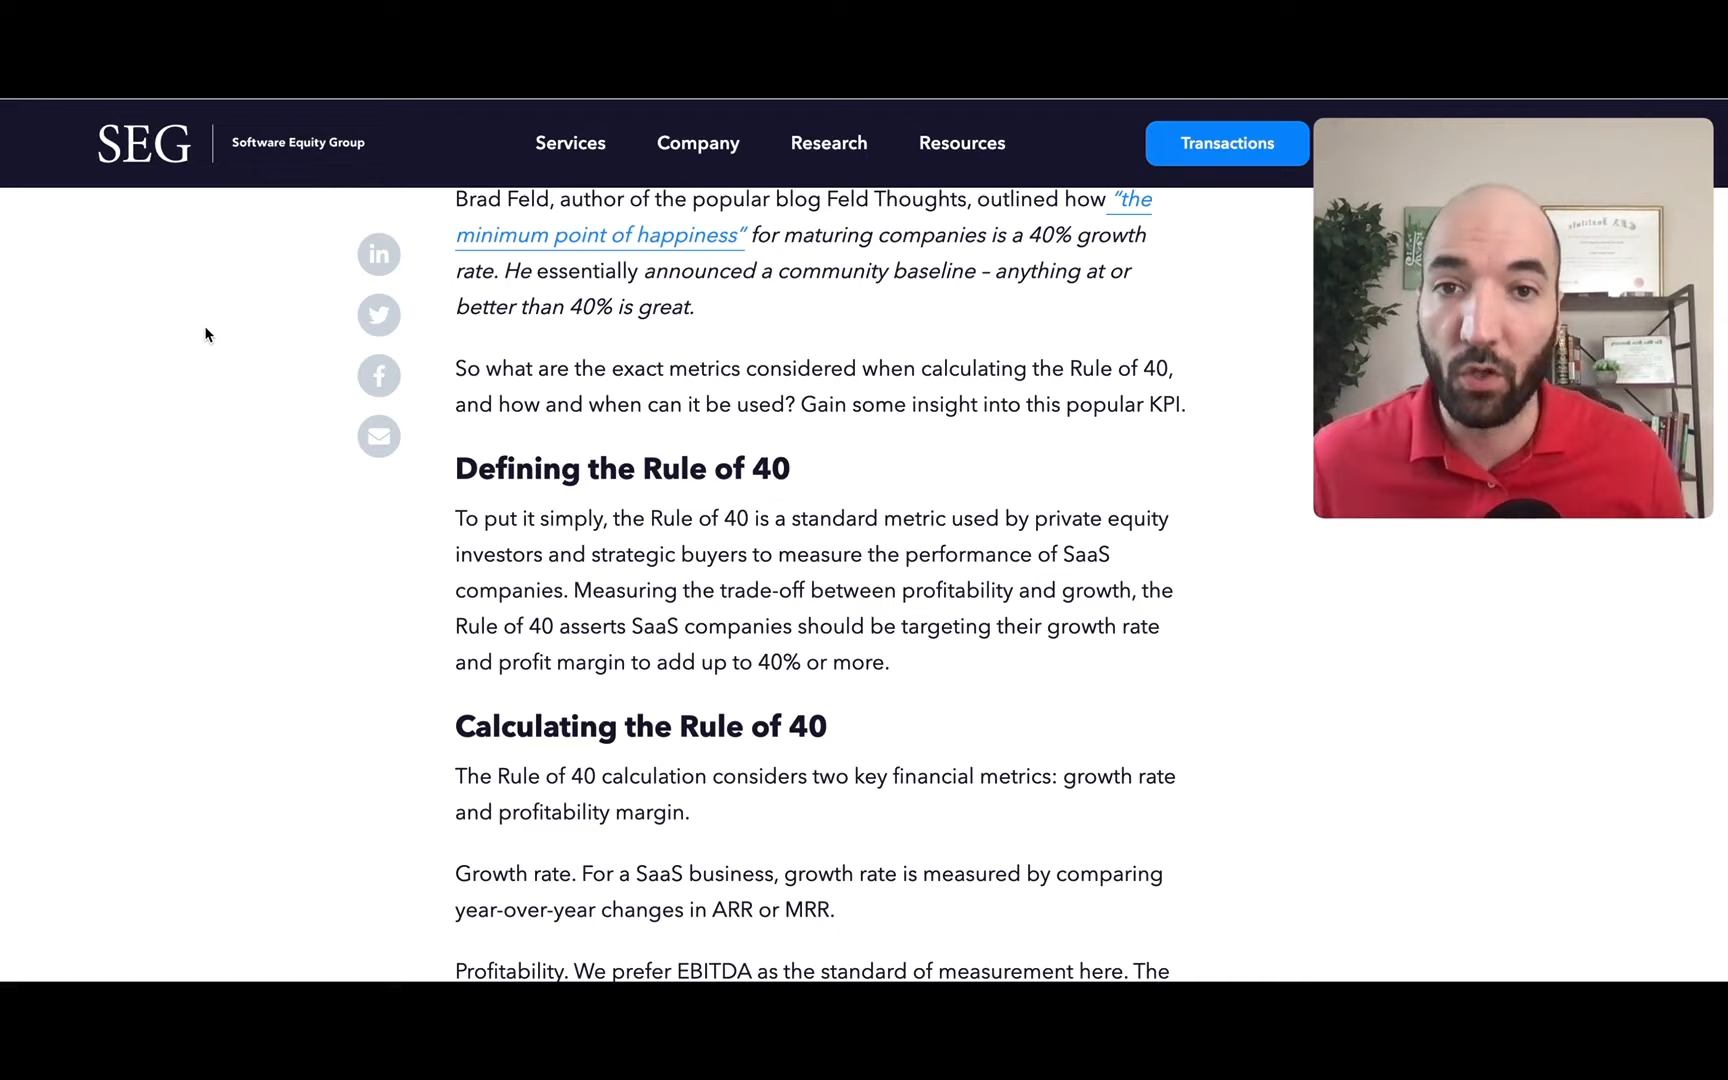 SEG
Software Equity Group
Services
Company
Research
Resources
Transactions
Brad Feld, author of the popular blog Feld Thoughts, outlined how “the
minimum point of happiness” for maturing companies is a 40% growth
rate. He essentially announced a community baseline – anything at or
better than 40% is great.
So what are the exact metrics considered when calculating the Rule of 40,
and how and when can it be used? Gain some insight into this popular KPI.
Defining the Rule of 40
To put it simply, the Rule of 40 is a standard metric used by private equity
investors and strategic buyers to measure the performance of SaaS
companies. Measuring the trade-off between profitability and growth, the
Rule of 40 asserts SaaS companies should be targeting their growth rate
and profit margin to add up to 40% or more.
Calculating the Rule of 40
The Rule of 40 calculation considers two key financial metrics: growth rate
and profitability margin.
Growth rate. For a SaaS business, growth rate is measured by comparing
year-over-year changes in ARR or MRR.
Profitability. We prefer EBITDA as the standard of measurement here. The